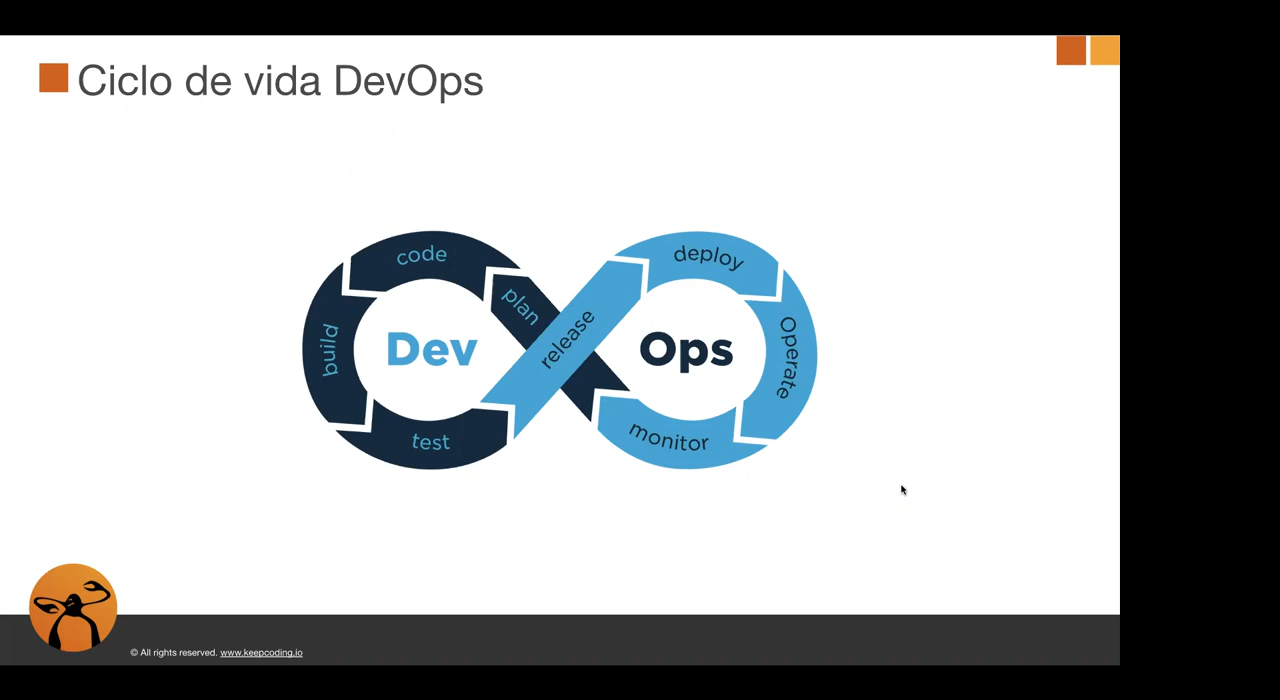 Ciclo de vida DevOps
code
deploy
plan
release
build
Dev
Ops
Operate
test
monitor
© All rights reserved. www.keepcoding.io